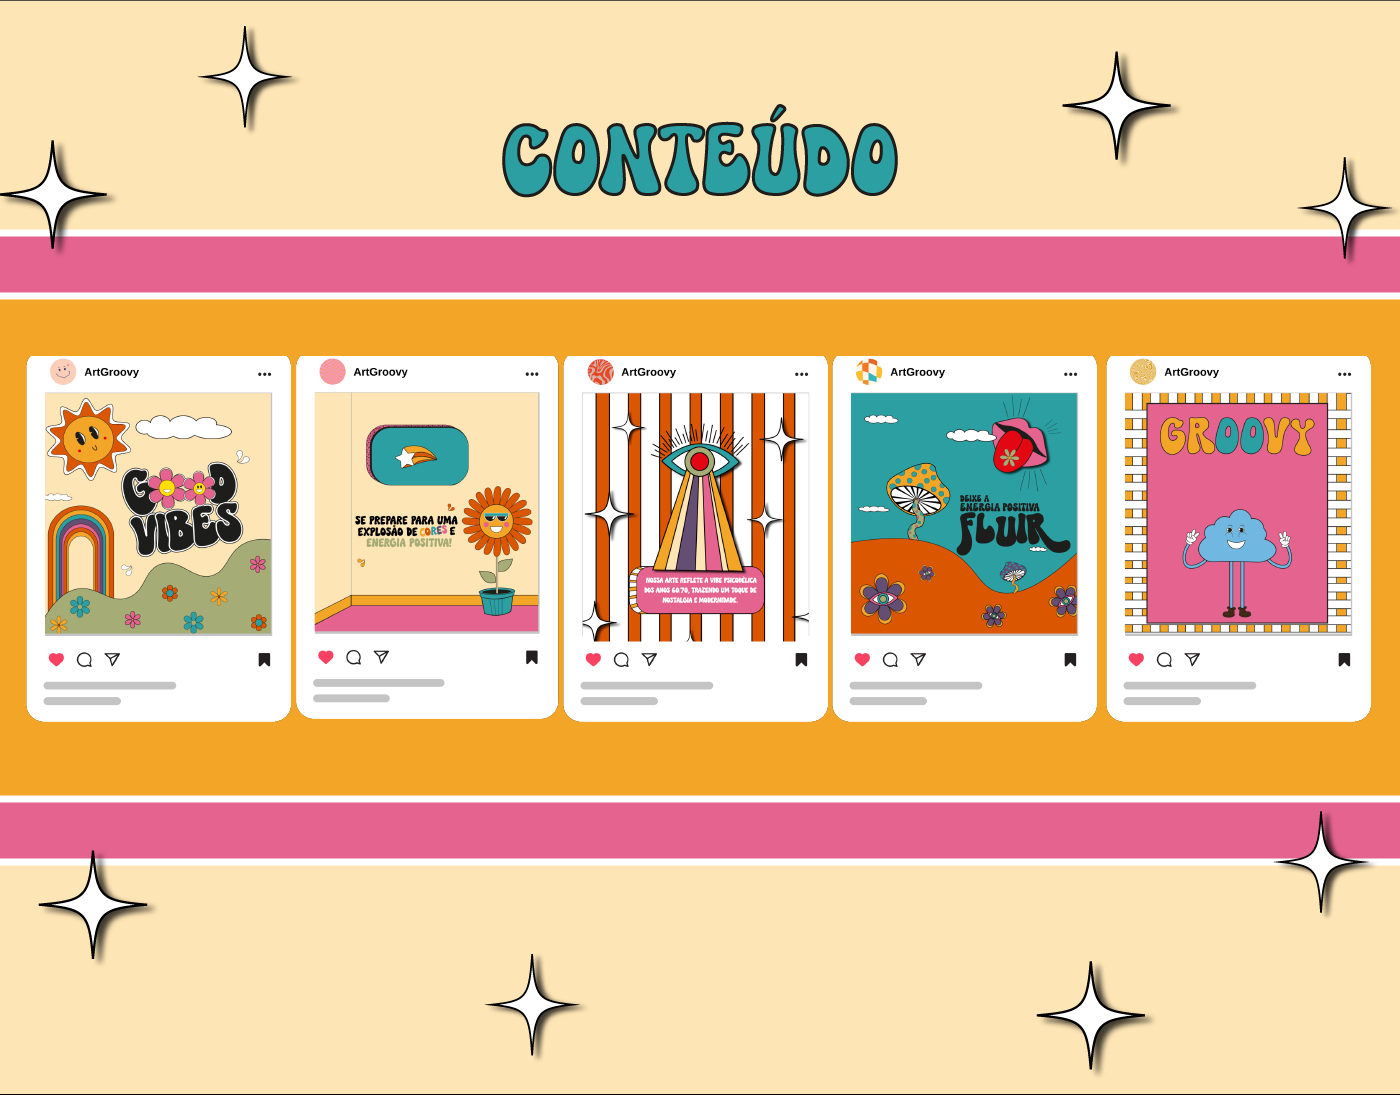 CONTEÚDO
ArtGroovy
GOOD
VIBES
ArtGroovy
SE PREPARE PARA UMA
EXPLOSÃO DE CORES E
ENERGIA POSITIVA!
ArtGroovy
NOSSA ARTE REFLETE A VIBE PSICODÉLICA
DOS ANOS 60,70, TRAZENDO UM TOQUE DE
NOSTALGIA E MODERNIDADE.
ArtGroovy
DEIXE A
ENERGIA POSITIVA
FLUIR
ArtGroovy
GROOVY